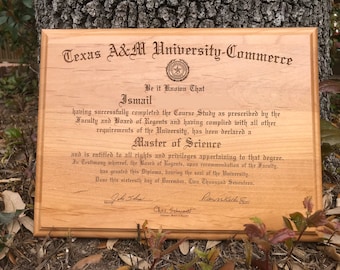 Texas A&M University-Commerce
Be it Known That
Ismail
having successfully completed the Course Study as prescribed by the
Faculty and Board of Regents and having complied with all other
requirements of the University, has been declared a
Master of Science
and is entitled to all rights and privileges appertaining to that degree.
In Testimony whereof, the Board of Regents, upon recommendation of the Faculty,
has granted this Diploma, bearing the seal of the University.
Done this sixteenth day of December, Two Thousand Seventeen.